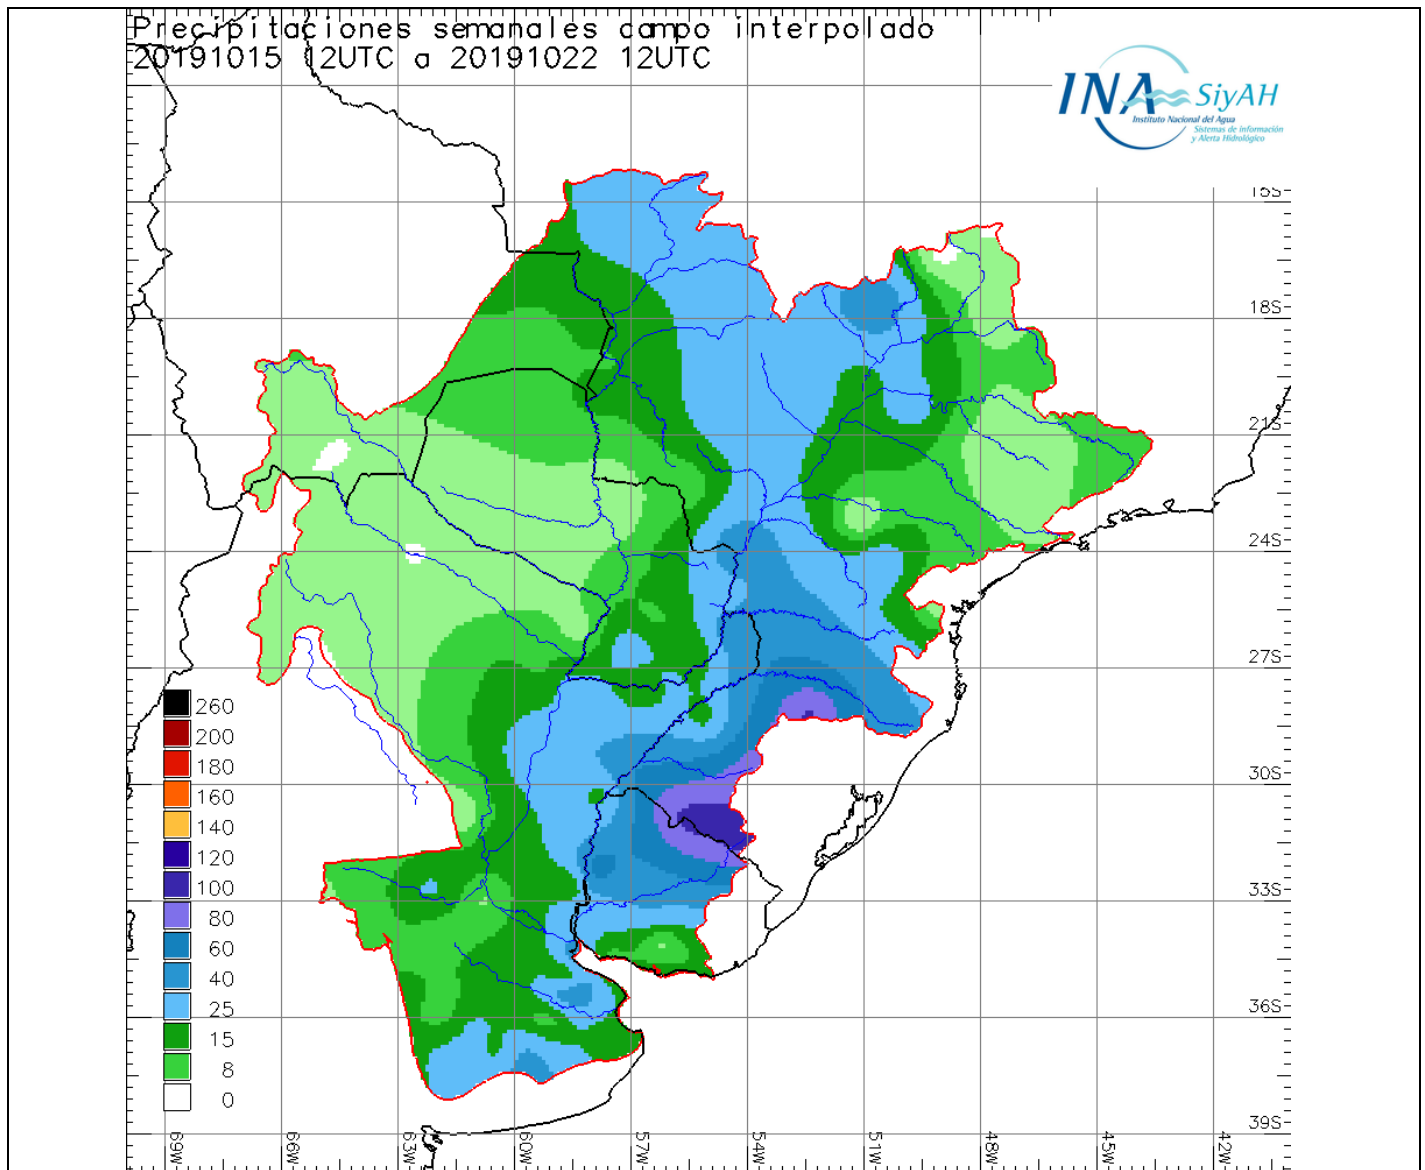 Precipitaciones semanales campo interpolado
20191015 12UTC a 20191022 12UTC
INA SiyAH
Instituto Nacional del Agua
Sistemas de información
y Alerta Hidrológico
15S
18S
21S
24S
27S
30S
33S
36S
39S
260
200
180
160
140
120
100
80
60
40
25
15
8
0
69W 66W 63W 60W 57W 54W 51W 48W 45W 42W